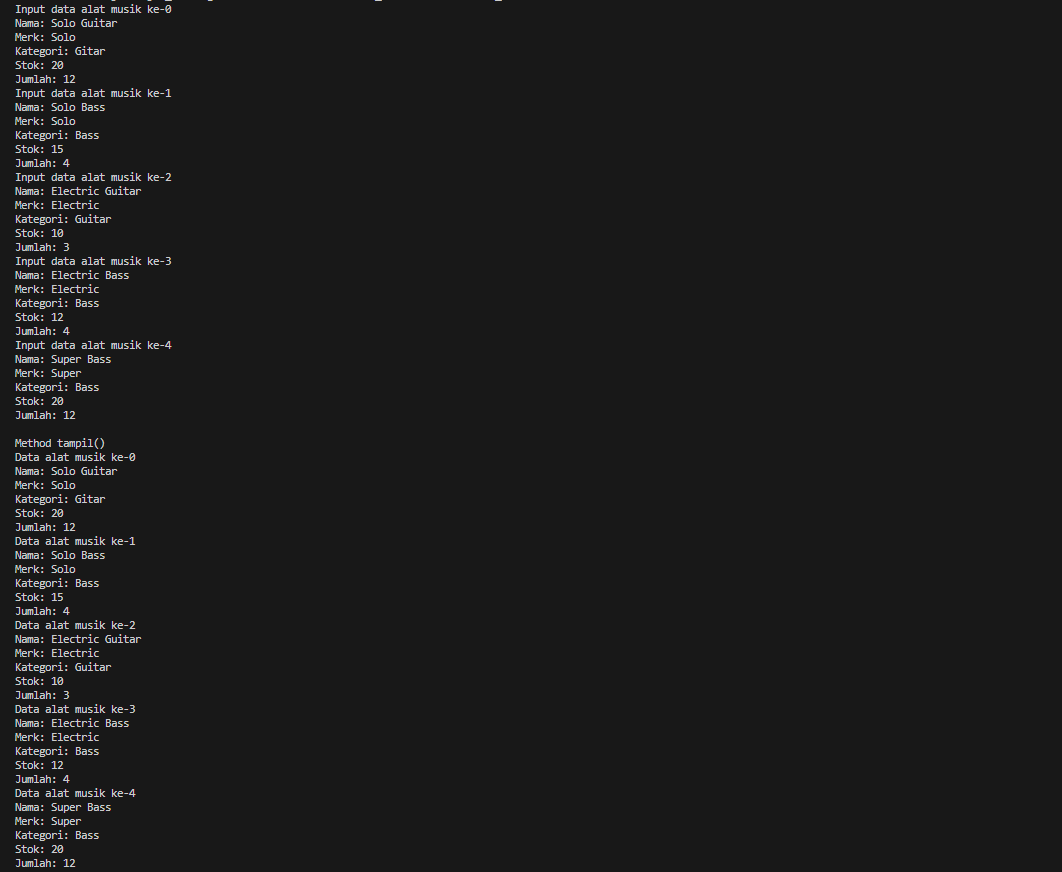 Input data alat musik ke-0
Nama: Solo Guitar
Merk: Solo
Kategori: Gitar
Stok: 20
Jumlah: 12
Input data alat musik ke-1
Nama: Solo Bass
Merk: Solo
Kategori: Bass
Stok: 15
Jumlah: 4
Input data alat musik ke-2
Nama: Electric Guitar
Merk: Electric
Kategori: Guitar
Stok: 10
Jumlah: 3
Input data alat musik ke-3
Nama: Electric Bass
Merk: Electric
Kategori: Bass
Stok: 12
Jumlah: 4
Input data alat musik ke-4
Nama: Super Bass
Merk: Super
Kategori: Bass
Stok: 20
Jumlah: 12
Method tampil()
Data alat musik ke-0
Nama: Solo Guitar
Merk: Solo
Kategori: Gitar
Stok: 20
Jumlah: 12
Data alat musik ke-1
Nama: Solo Bass
Merk: Solo
Kategori: Bass
Stok: 15
Jumlah: 4
Data alat musik ke-2
Nama: Electric Guitar
Merk: Electric
Kategori: Guitar
Stok: 10
Jumlah: 3
Data alat musik ke-3
Nama: Electric Bass
Merk: Electric
Kategori: Bass
Stok: 12
Jumlah: 4
Data alat musik ke-4
Nama: Super Bass
Merk: Super
Kategori: Bass
Stok: 20
Jumlah: 12